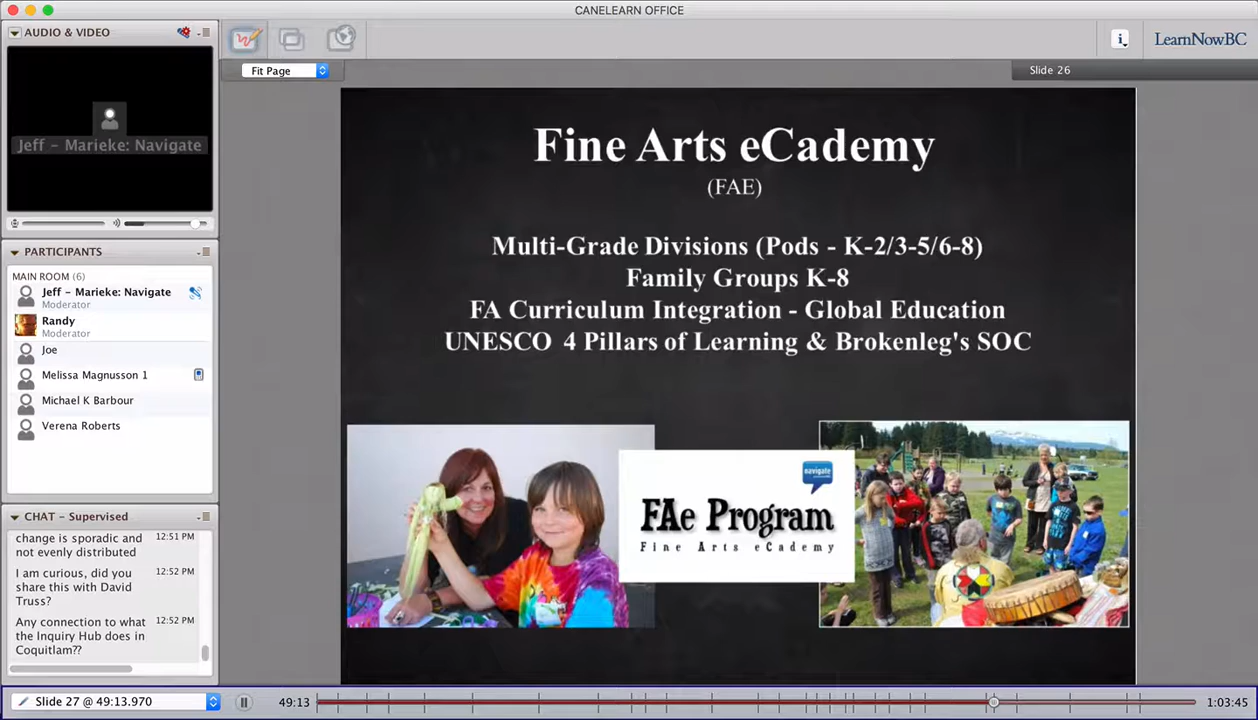 CANELEARN OFFICE
AUDIO & VIDEO
LearnNowBC
Fit Page
Slide 26
Jeff - Marieke: Navigate
PARTICIPANTS
MAIN ROOM (6)
Jeff - Marieke: Navigate
Moderator
Randy
Moderator
Joe
Melissa Magnusson 1
Michael K Barbour
Verena Roberts
CHAT - Supervised
change is sporadic and 12:51 PM
not evenly distributed
I am curious, did you 12:52 PM
share this with David
Truss?
Any connection to what 12:52 PM
the Inquiry Hub does in
Coquitlam??
Fine Arts eCademy
(FAE)
Multi-Grade Divisions (Pods - K-2/3-5/6-8)
Family Groups K-8
FA Curriculum Integration - Global Education
UNESCO 4 Pillars of Learning & Brokenleg's SOC
navigate
FAe Program
Fine Arts eCademy
Slide 27 @ 49:13.970
49:13
1:03:45